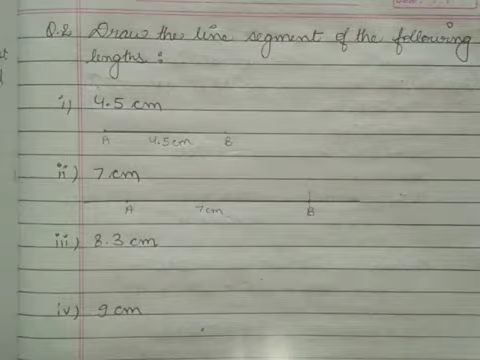 Q.2 Draw the line segment of the following
lengths :
i) 4.5 cm
A 4.5cm B
ii) 7 cm
A 7cm B
iii) 8.3 cm
iv) 9 cm